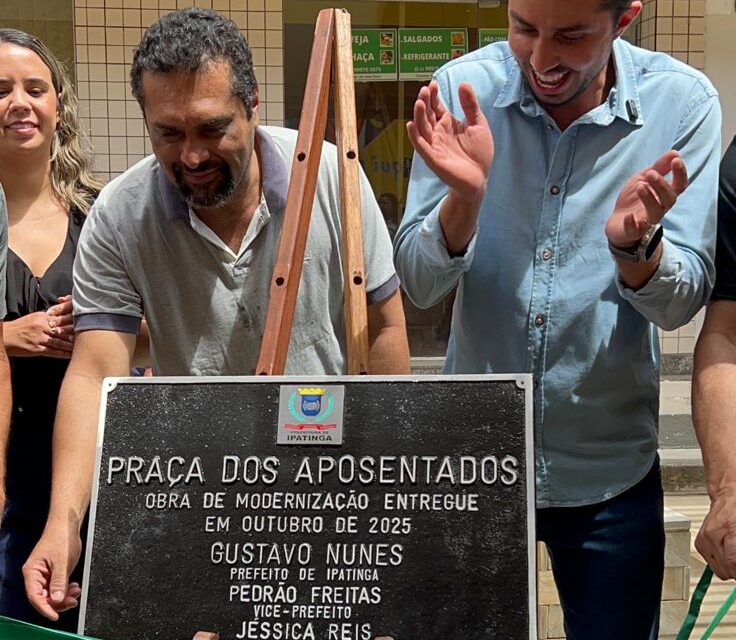 .SALGADOS
.REFRIGERANTE
PREFEITURA DE
IPATINGA
PRAÇA DOS APOSENTADOS
OBRA DE MODERNIZAÇÃO ENTREGUE
EM OUTUBRO DE 2025
GUSTAVO NUNES
PREFEITO DE IPATINGA
PEDRÃO FREITAS
VICE-PREFEITO
JÉSSICA REIS